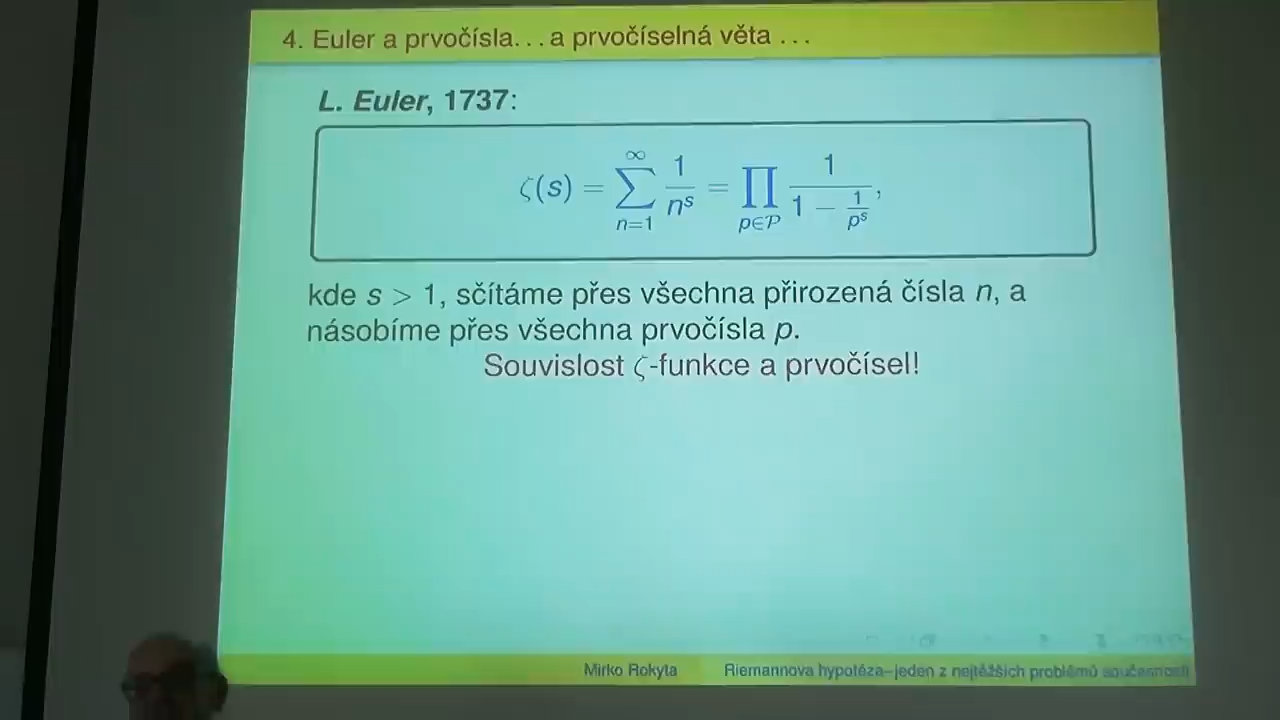 4. Euler a prvočísla. . . a prvočíselná věta . . .
L. Euler, 1737:
ζ(s) = ∑_{n=1}^{∞} 1/n^s = ∏_{p∈𝒫} 1/(1 − 1/p^s),
kde s > 1, sčítáme přes všechna přirozená čísla n, a
násobíme přes všechna prvočísla p.
Souvislost ζ-funkce a prvočísel!
Mirko Rokyta Riemannova hypotéza–jeden z nejtěžších problémů současnosti